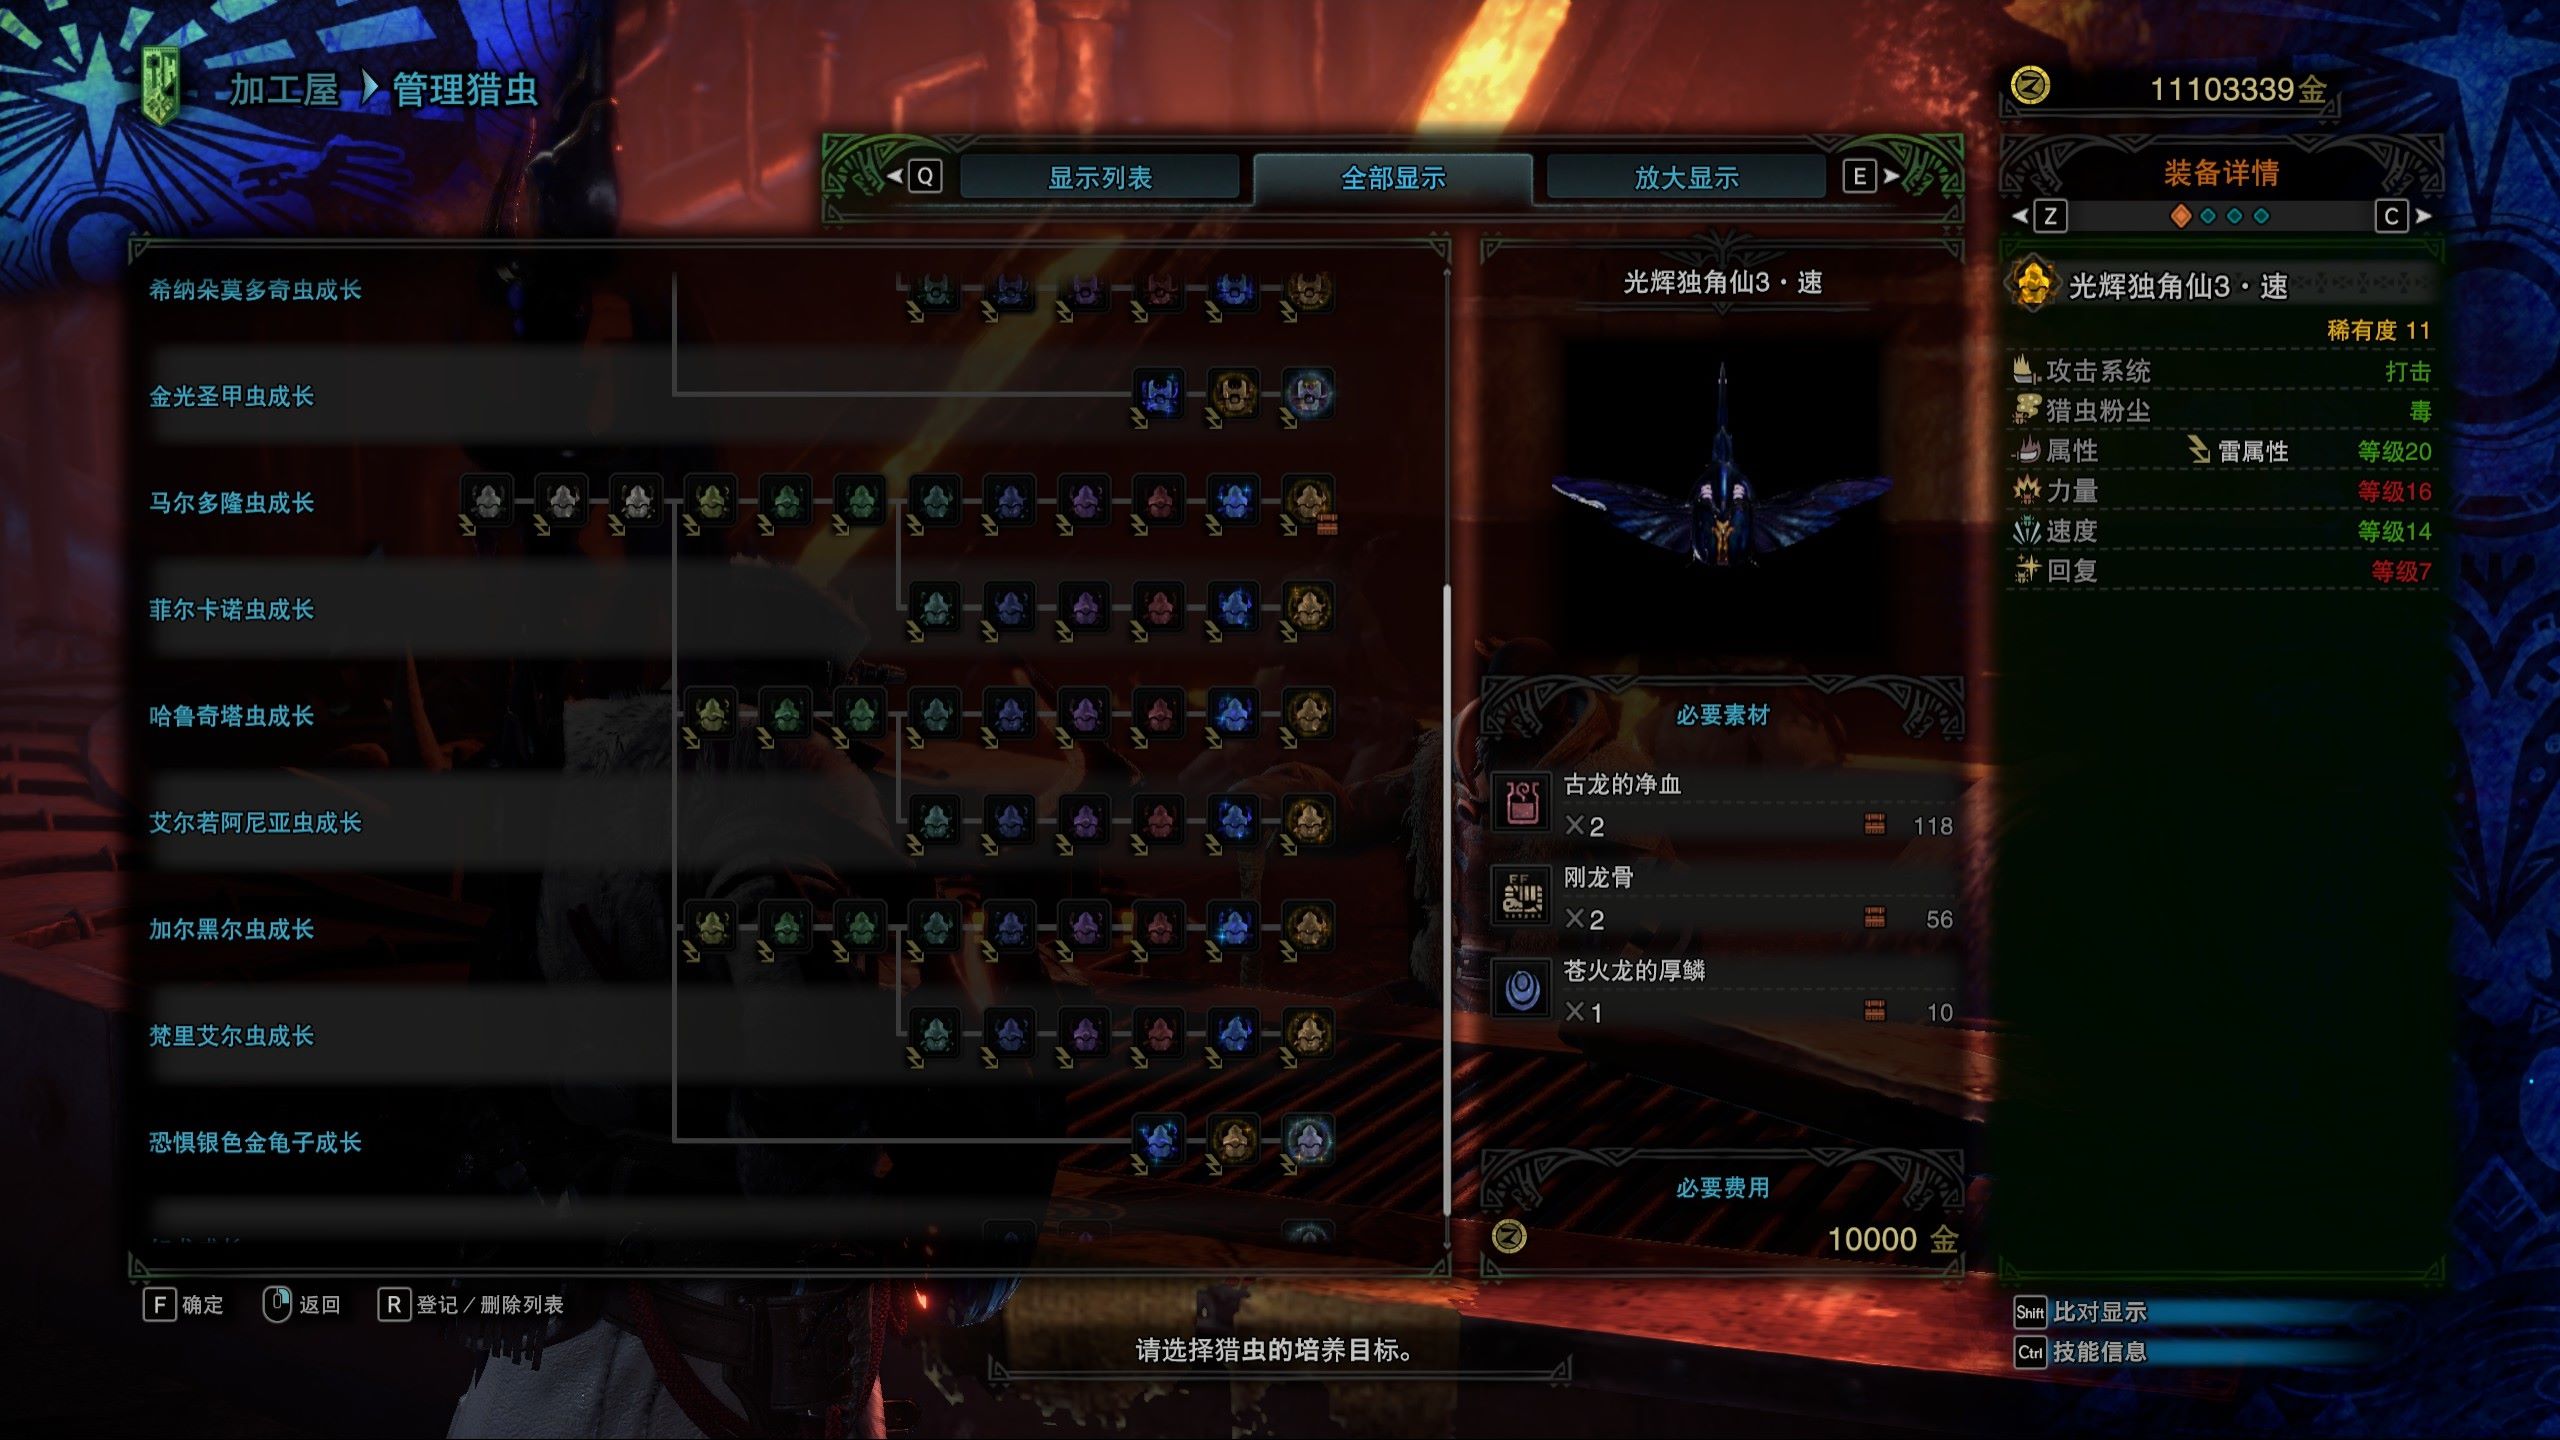 加工屋 管理猎虫
11103339金
Q 显示列表 全部显示 放大显示 E
装备详情
Z C
希纳朵莫多奇虫成长
金光圣甲虫成长
马尔多隆虫成长
菲尔卡诺虫成长
哈鲁奇塔虫成长
艾尔若阿尼亚虫成长
加尔黑尔虫成长
梵里艾尔虫成长
恐惧银色金龟子成长
光辉独角仙3・速
必要素材
古龙的净血
×2 118
刚龙骨
×2 56
苍火龙的厚鳞
×1 10
必要费用
10000 金
光辉独角仙3・速
稀有度 11
攻击系统 打击
猎虫粉尘 毒
属性 雷属性 等级20
力量 等级16
速度 等级14
回复 等级7
F 确定 返回 R 登记/删除列表
请选择猎虫的培养目标。
Shift 比对显示
Ctrl 技能信息